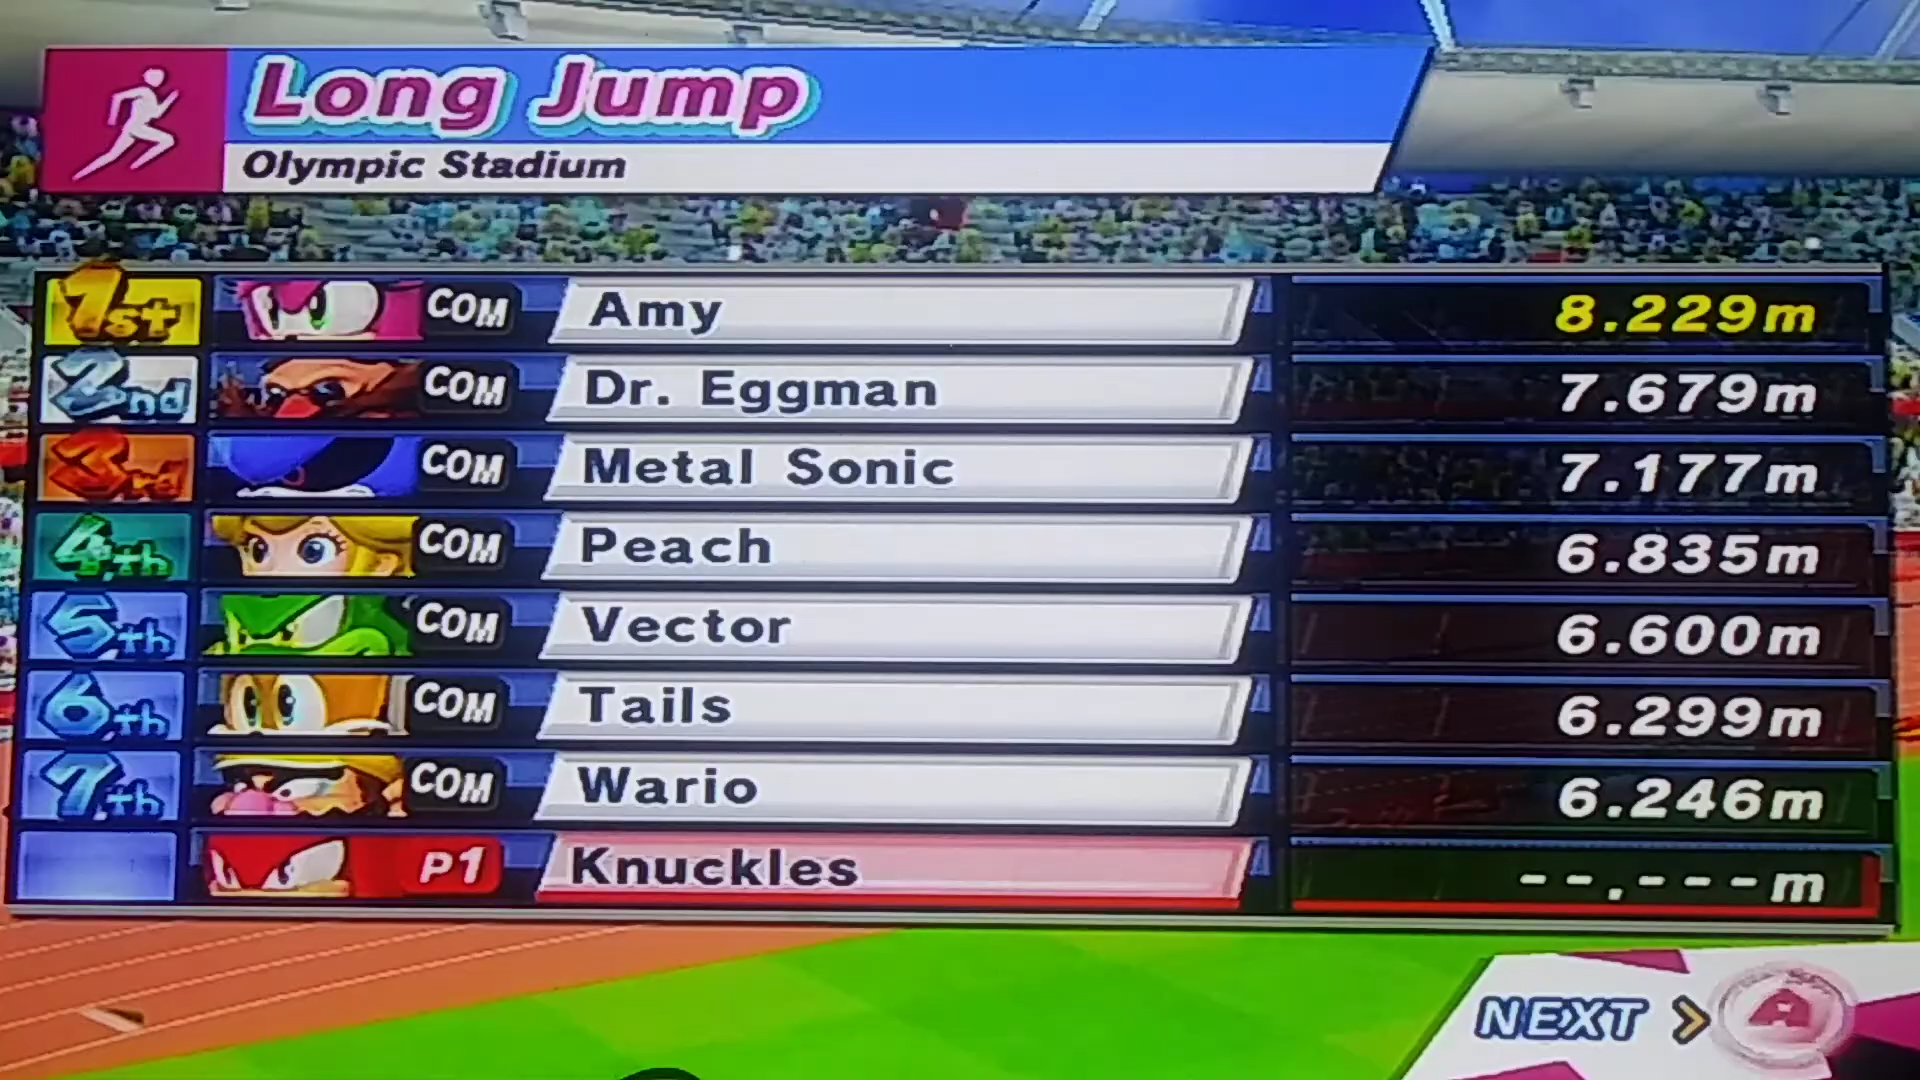 Long Jump
Olympic Stadium
1st COM Amy 8.229m
2nd COM Dr. Eggman 7.679m
3rd COM Metal Sonic 7.177m
4th COM Peach 6.835m
5th COM Vector 6.600m
6th COM Tails 6.299m
7th COM Wario 6.246m
P1 Knuckles --.---m
NEXT > A